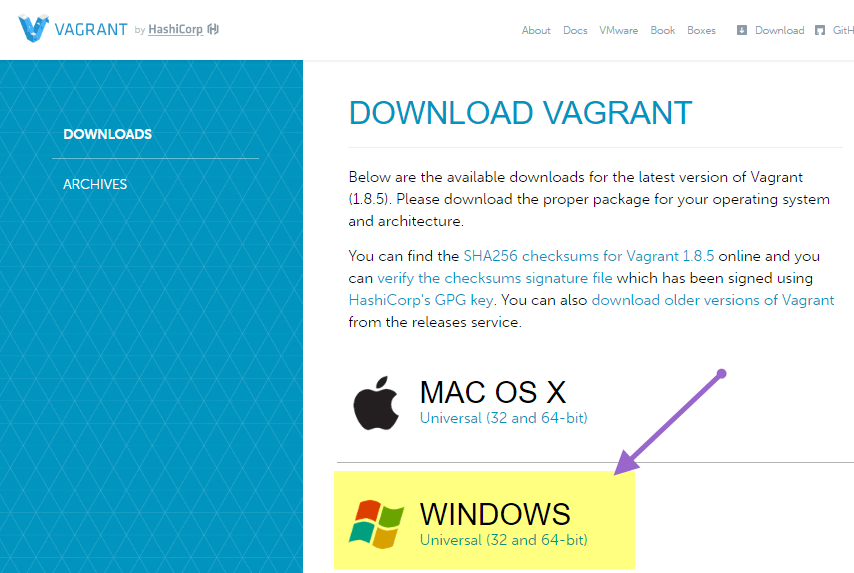 VAGRANT by HashiCorp
About Docs VMware Book Boxes Download GitH
DOWNLOADS
ARCHIVES
DOWNLOAD VAGRANT
Below are the available downloads for the latest version of Vagrant
(1.8.5). Please download the proper package for your operating system
and architecture.
You can find the SHA256 checksums for Vagrant 1.8.5 online and you
can verify the checksums signature file which has been signed using
HashiCorp's GPG key. You can also download older versions of Vagrant
from the releases service.
MAC OS X
Universal (32 and 64-bit)
WINDOWS
Universal (32 and 64-bit)